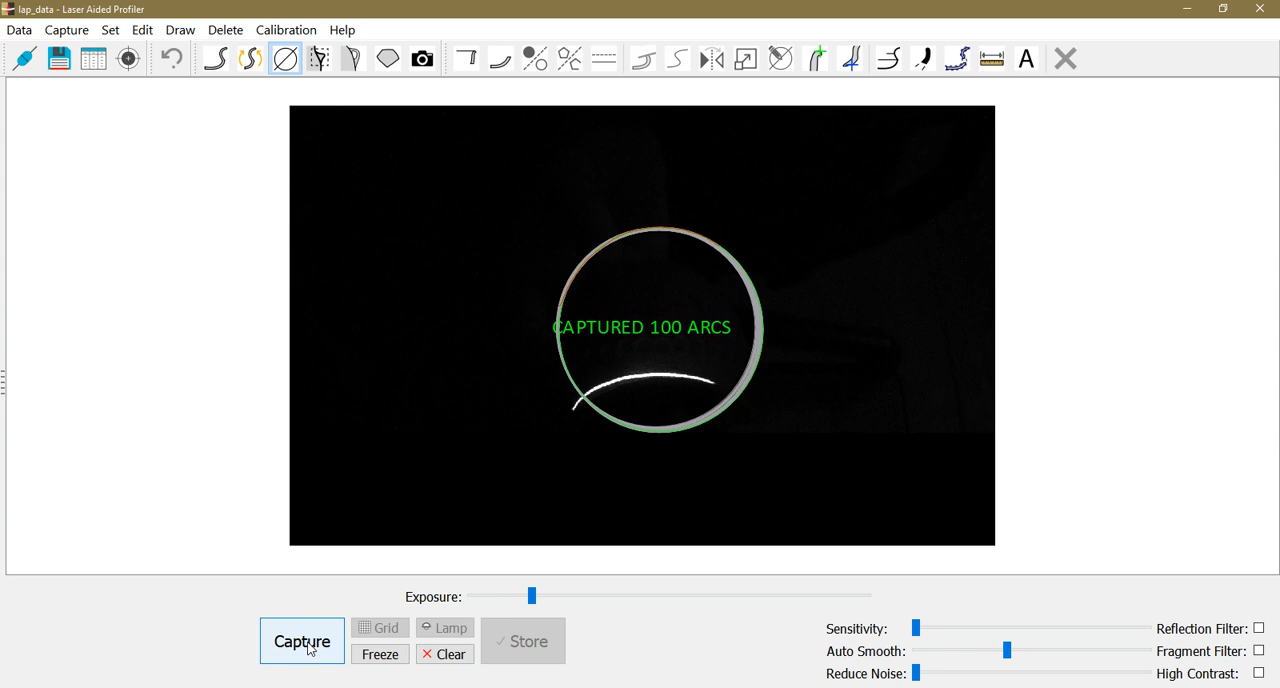 lap_data - Laser Aided Profiler
Data Capture Set Edit Draw Delete Calibration Help
A
CAPTURED 100 ARCS
Exposure:
Capture Grid Lamp Store
Freeze Clear
Sensitivity: Reflection Filter:
Auto Smooth: Fragment Filter:
Reduce Noise: High Contrast: